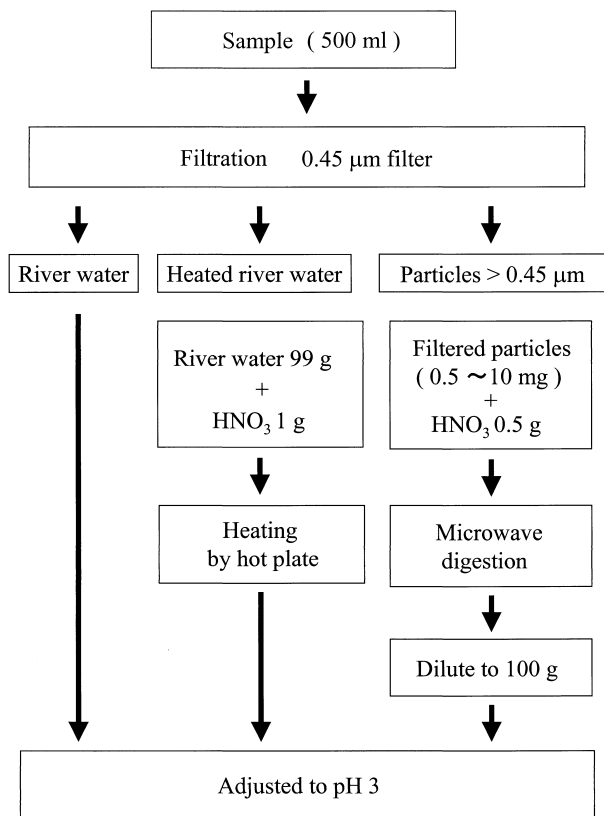 Sample ( 500 ml )
Filtration 0.45 μm filter
River water
Heated river water
Particles > 0.45 μm
River water 99 g
+
HNO₃ 1 g
Filtered particles
( 0.5 ～10 mg )
+
HNO₃ 0.5 g
Heating
by hot plate
Microwave
digestion
Dilute to 100 g
Adjusted to pH 3